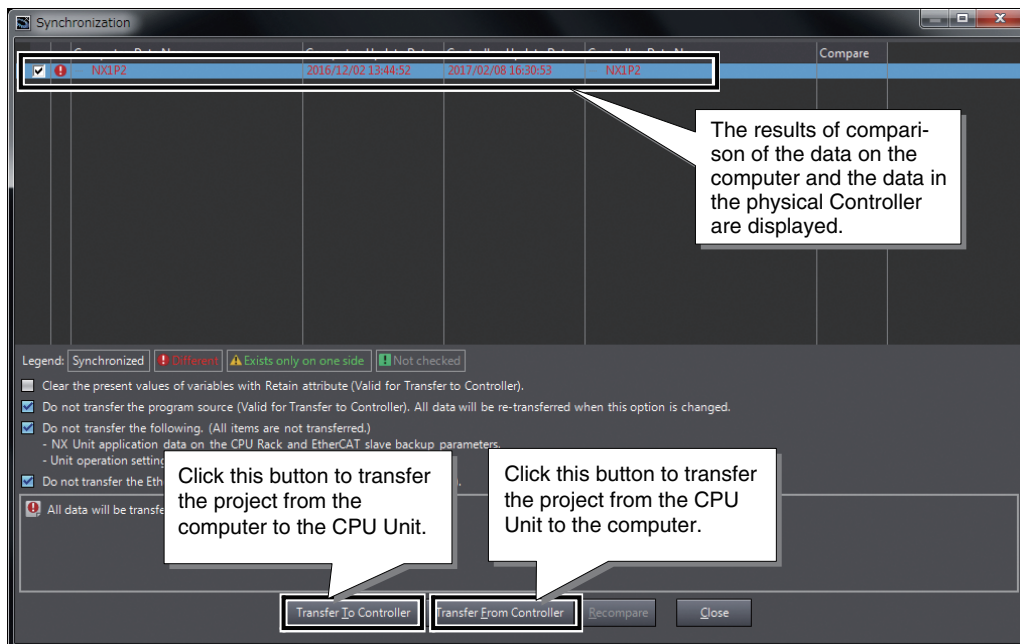 Synchronization
Compare
NX1P2 2016/12/02 13:44:52 2017/02/08 16:30:53 NX1P2
The results of compari-
son of the data on the
computer and the data in
the physical Controller
are displayed.
Legend: Synchronized Different Exists only on one side Not checked
Clear the present values of variables with Retain attribute (Valid for Transfer to Controller).
Do not transfer the program source (Valid for Transfer to Controller). All data will be re-transferred when this option is changed.
Do not transfer the following. (All items are not transferred.)
- NX Unit application data on the CPU Rack and EtherCAT slave backup parameters.
- Unit operation
Do not transfer the
All data will be
Click this button to transfer
the project from the
computer to the CPU Unit.
Click this button to transfer
the project from the CPU
Unit to the computer.
Transfer To Controller Transfer From Controller Recompare Close